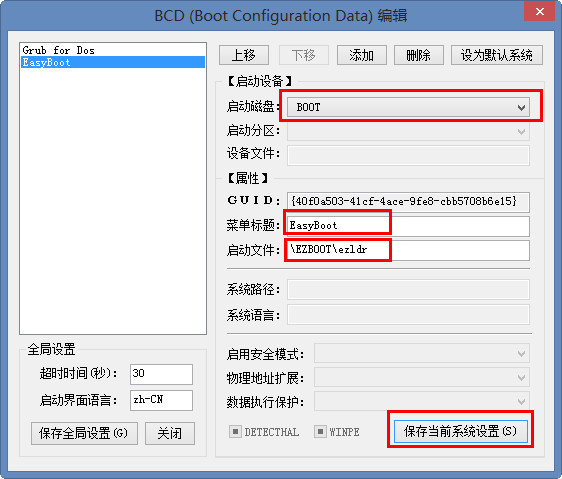 BCD (Boot Configuration Data) 编辑
Grub for Dos
EasyBoot
上移 下移 添加 删除 设为默认系统
【启动设备】
启动磁盘: BOOT
启动分区:
设备文件:
【属性】
GUID: {40f0a503-41cf-4ace-9fe8-cbb5708b6e15}
菜单标题: EasyBoot
启动文件: \EZBOOT\ezldr
系统路径:
系统语言:
启用安全模式:
物理地址扩展:
数据执行保护:
DETECTHAL WINPE
保存当前系统设置(S)
全局设置
超时时间(秒): 30
启动界面语言: zh-CN
保存全局设置(G) 关闭